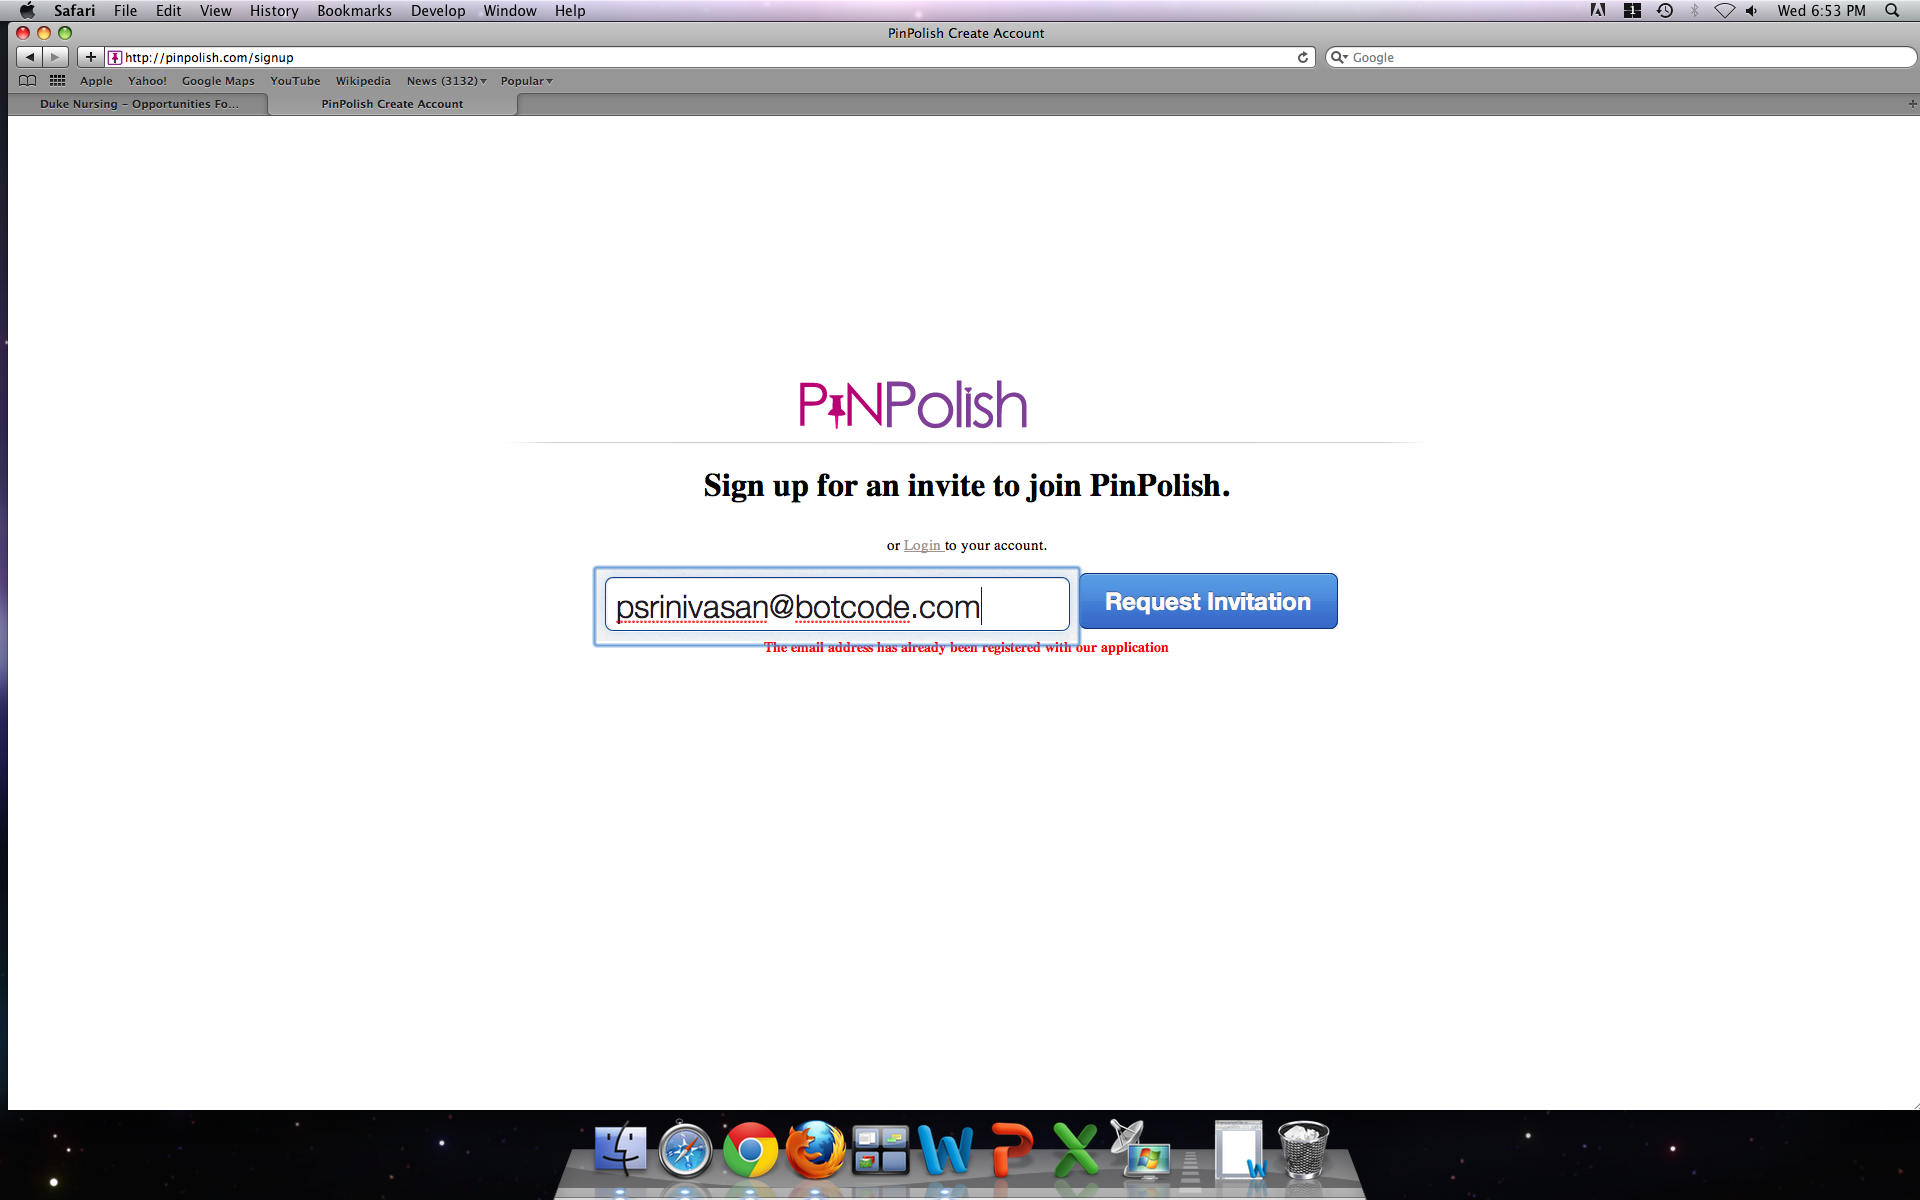 Safari File Edit View History Bookmarks Develop Window Help Wed 6:53 PM
PinPolish Create Account
http://pinpolish.com/signup Google
Apple Yahoo! Google Maps YouTube Wikipedia News (3132) Popular
Duke Nursing – Opportunities Fo... PinPolish Create Account
PiNPolish
Sign up for an invite to join PinPolish.
or Login to your account.
psrinivasan@botcode.com Request Invitation
The email address has already been registered with our application